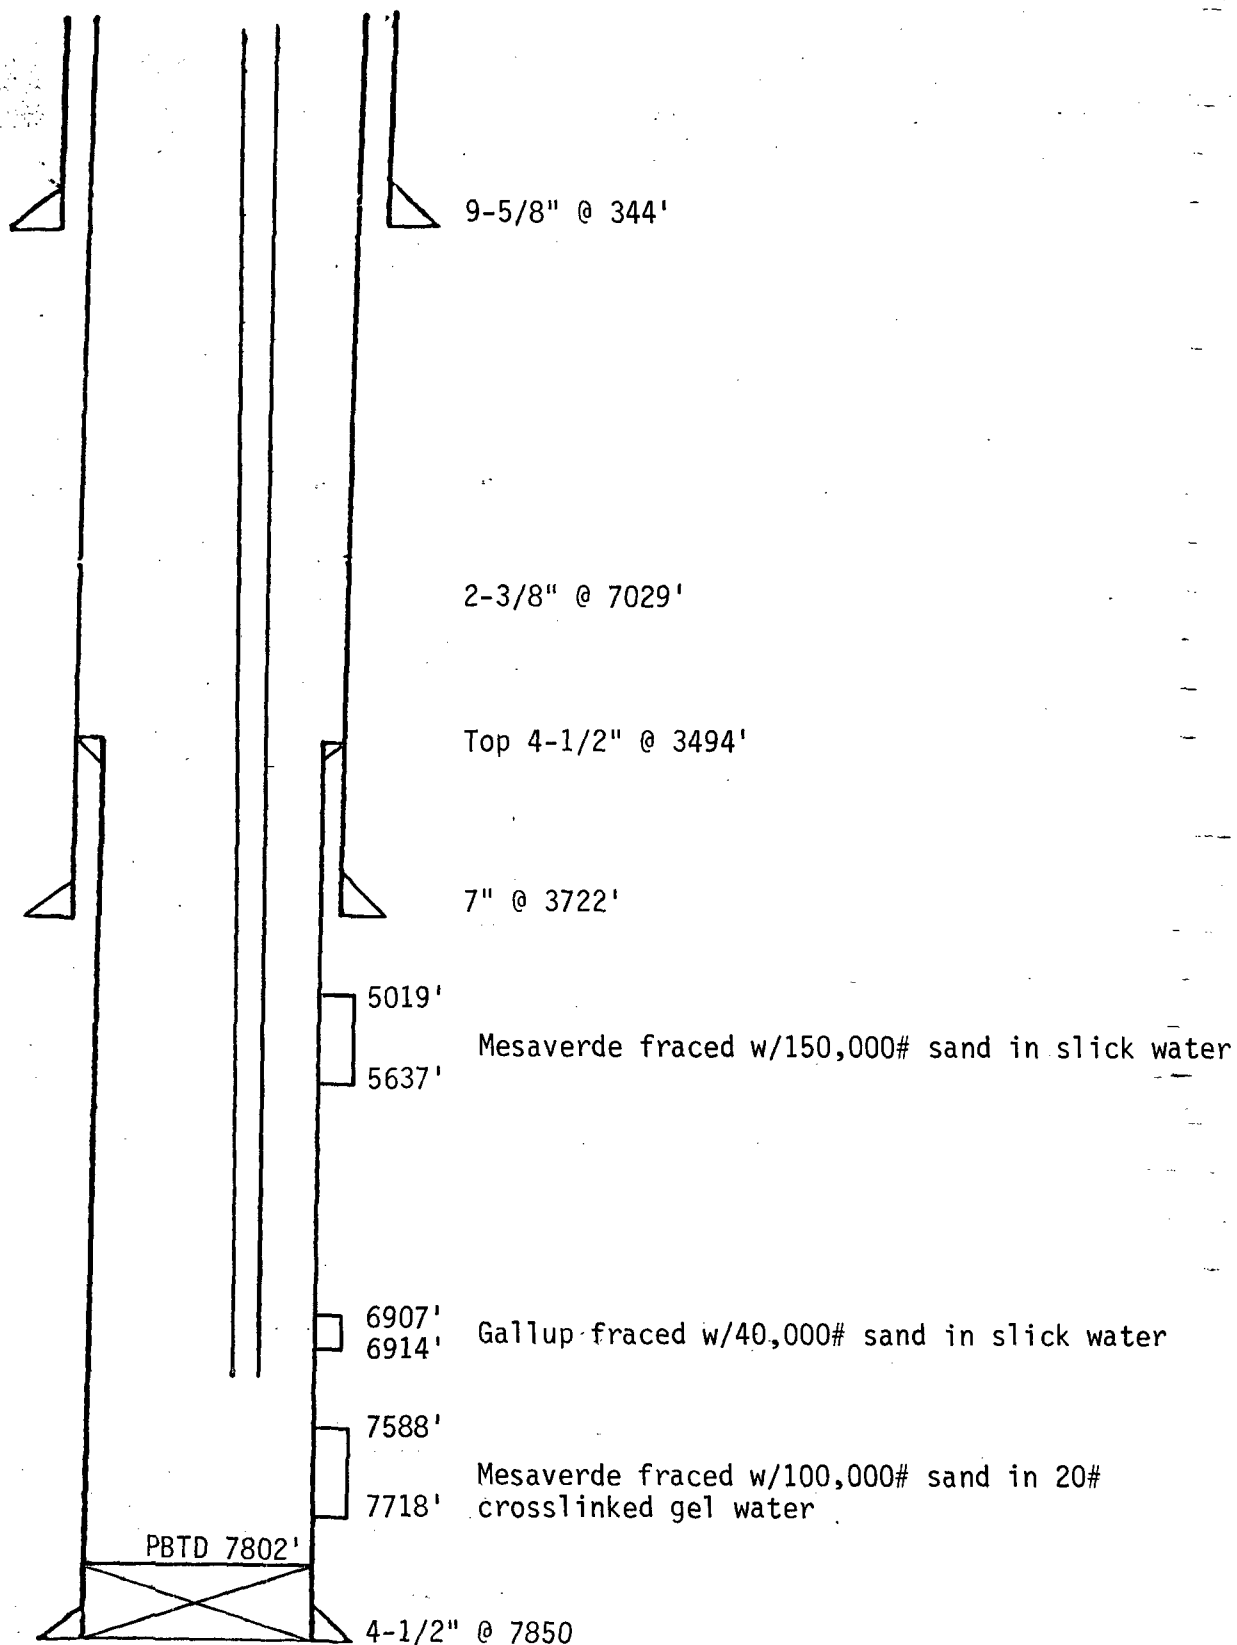 9-5/8" @ 344'
2-3/8" @ 7029'
Top 4-1/2" @ 3494'
7" @ 3722'
5019'
Mesaverde fraced w/150,000# sand in slick water
5637'
6907'
Gallup fraced w/40,000# sand in slick water
6914'
7588'
Mesaverde fraced w/100,000# sand in 20#
7718'
crosslinked gel water
PBTD 7802'
4-1/2" @ 7850